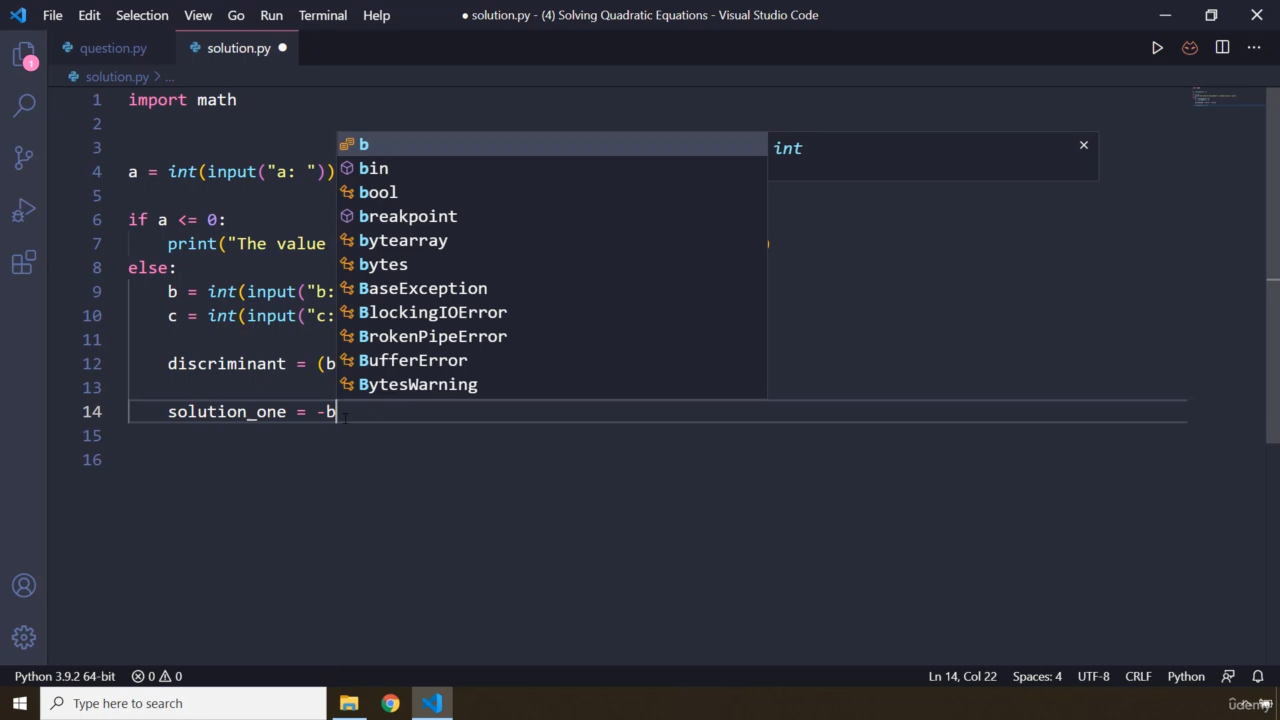 File Edit Selection View Go Run Terminal Help
● solution.py - (4) Solving Quadratic Equations - Visual Studio Code
question.py solution.py ●
solution.py > ...
1
1 import math
2
3
4 a = int(input("a: "))
5
6 if a <= 0:
7 print("The value )
8 else:
9 b = int(input("b:
10 c = int(input("c:
11
12 discriminant = (b
13
14 solution_one = -b
15
16
b
bin
bool
breakpoint
bytearray
bytes
BaseException
BlockingIOError
BrokenPipeError
BufferError
BytesWarning
int
Python 3.9.2 64-bit 0 0 Ln 14, Col 22 Spaces: 4 UTF-8 CRLF Python
Type here to search
udemy